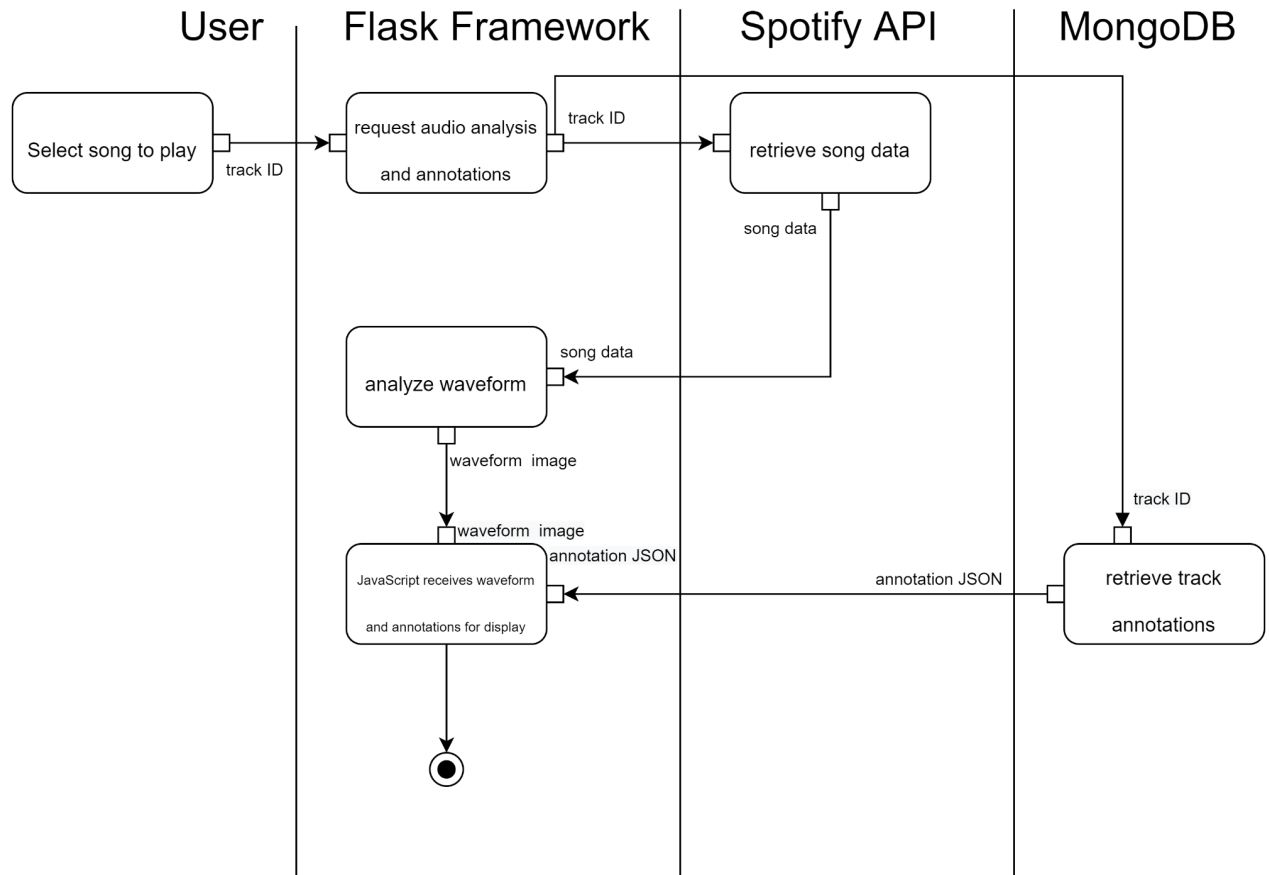 User
Flask Framework
Spotify API
MongoDB
Select song to play
track ID
request audio analysis
and annotations
track ID
retrieve song data
song data
song data
analyze waveform
waveform image
track ID
waveform image
annotation JSON
annotation JSON
JavaScript receives waveform
and annotations for display
retrieve track
annotations